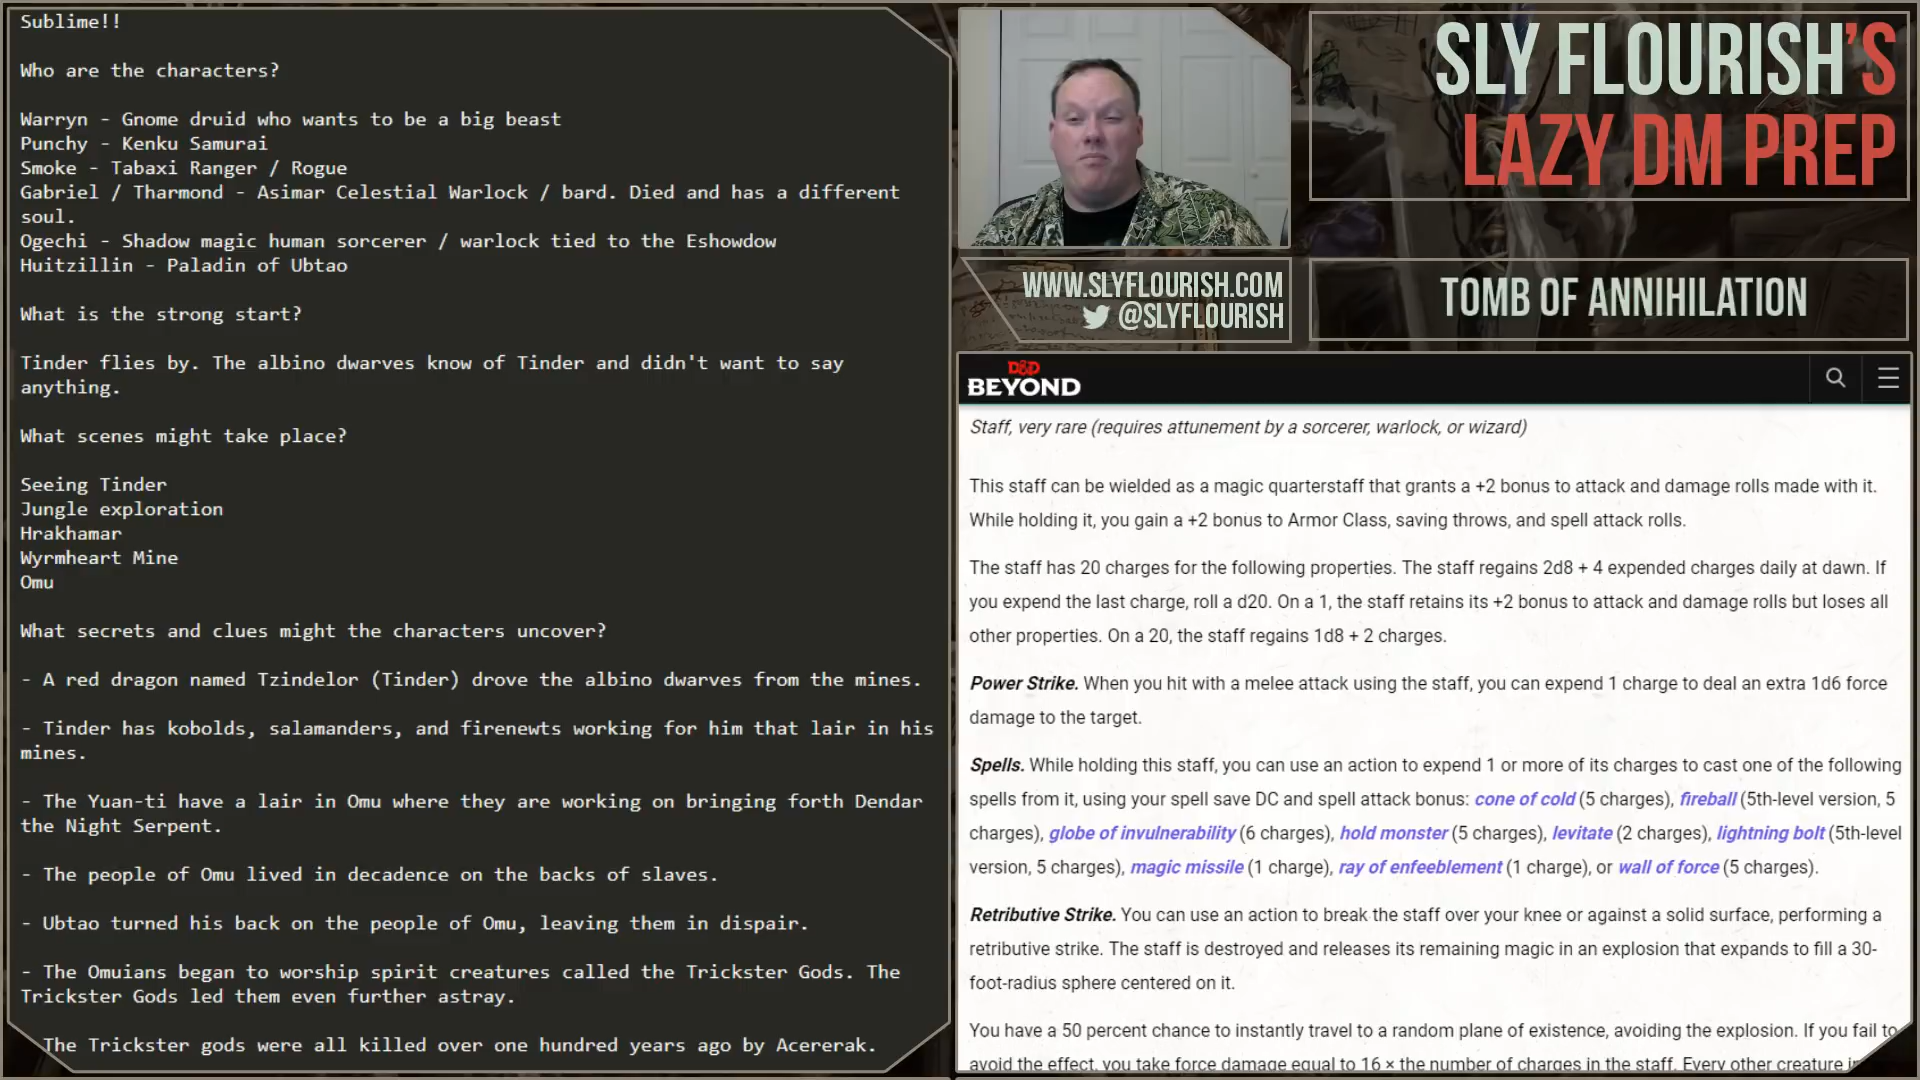 Sublime!!
Who are the characters?
Warryn - Gnome druid who wants to be a big beast
Punchy - Kenku Samurai
Smoke - Tabaxi Ranger / Rogue
Gabriel / Tharmond - Asimar Celestial Warlock / bard. Died and has a different
soul.
Ogechi - Shadow magic human sorcerer / warlock tied to the Eshowdow
Huitzillin - Paladin of Ubtao
What is the strong start?
Tinder flies by. The albino dwarves know of Tinder and didn't want to say
anything.
What scenes might take place?
Seeing Tinder
Jungle exploration
Hrakhamar
Wyrmheart Mine
Omu
What secrets and clues might the characters uncover?
- A red dragon named Tzindelor (Tinder) drove the albino dwarves from the mines.
- Tinder has kobolds, salamanders, and firenewts working for him that lair in his
mines.
- The Yuan-ti have a lair in Omu where they are working on bringing forth Dendar
the Night Serpent.
- The people of Omu lived in decadence on the backs of slaves.
- Ubtao turned his back on the people of Omu, leaving them in dispair.
- The Omuians began to worship spirit creatures called the Trickster Gods. The
Trickster Gods led them even further astray.
The Trickster gods were all killed over one hundred years ago by Acererak.
SLY FLOURISH'S
LAZY DM PREP
WWW.SLYFLOURISH.COM
@SLYFLOURISH
TOMB OF ANNIHILATION
D&D
BEYOND
Staff, very rare (requires attunement by a sorcerer, warlock, or wizard)
This staff can be wielded as a magic quarterstaff that grants a +2 bonus to attack and damage rolls made with it.
While holding it, you gain a +2 bonus to Armor Class, saving throws, and spell attack rolls.
The staff has 20 charges for the following properties. The staff regains 2d8 + 4 expended charges daily at dawn. If
you expend the last charge, roll a d20. On a 1, the staff retains its +2 bonus to attack and damage rolls but loses all
other properties. On a 20, the staff regains 1d8 + 2 charges.
Power Strike. When you hit with a melee attack using the staff, you can expend 1 charge to deal an extra 1d6 force
damage to the target.
Spells. While holding this staff, you can use an action to expend 1 or more of its charges to cast one of the following
spells from it, using your spell save DC and spell attack bonus: cone of cold (5 charges), fireball (5th-level version, 5
charges), globe of invulnerability (6 charges), hold monster (5 charges), levitate (2 charges), lightning bolt (5th-level
version, 5 charges), magic missile (1 charge), ray of enfeeblement (1 charge), or wall of force (5 charges).
Retributive Strike. You can use an action to break the staff over your knee or against a solid surface, performing a
retributive strike. The staff is destroyed and releases its remaining magic in an explosion that expands to fill a 30-
foot-radius sphere centered on it.
You have a 50 percent chance to instantly travel to a random plane of existence, avoiding the explosion. If you fail to
avoid the effect, you take force damage equal to 16 × the number of charges in the staff. Every other creature